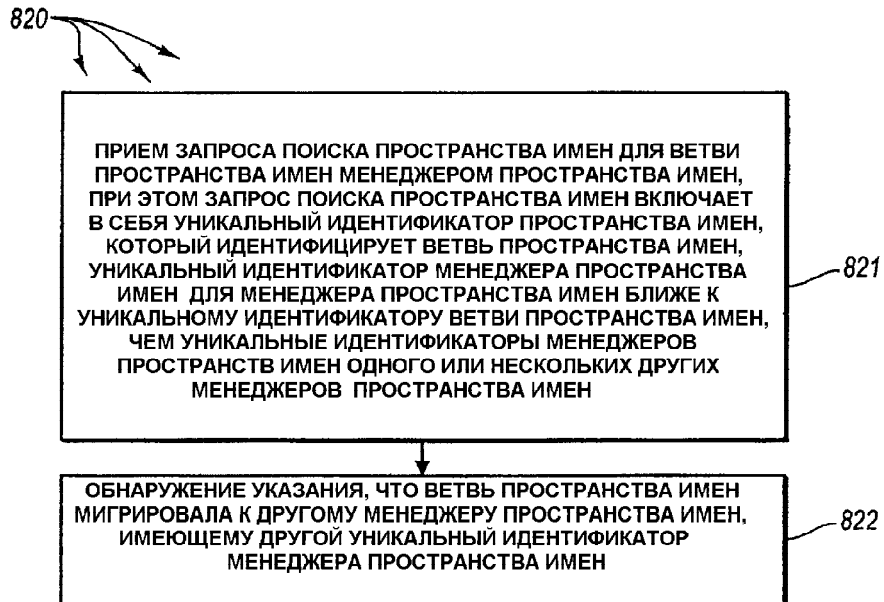 820
ПРИЕМ ЗАПРОСА ПОИСКА ПРОСТРАНСТВА ИМЕН ДЛЯ ВЕТВИ
ПРОСТРАНСТВА ИМЕН МЕНЕДЖЕРОМ ПРОСТРАНСТВА ИМЕН,
ПРИ ЭТОМ ЗАПРОС ПОИСКА ПРОСТРАНСТВА ИМЕН ВКЛЮЧАЕТ
В СЕБЯ УНИКАЛЬНЫЙ ИДЕНТИФИКАТОР ПРОСТРАНСТВА ИМЕН,
КОТОРЫЙ ИДЕНТИФИЦИРУЕТ ВЕТВЬ ПРОСТРАНСТВА ИМЕН,
УНИКАЛЬНЫЙ ИДЕНТИФИКАТОР МЕНЕДЖЕРА ПРОСТРАНСТВА
ИМЕН ДЛЯ МЕНЕДЖЕРА ПРОСТРАНСТВА ИМЕН БЛИЖЕ К
УНИКАЛЬНОМУ ИДЕНТИФИКАТОРУ ВЕТВИ ПРОСТРАНСТВА ИМЕН,
ЧЕМ УНИКАЛЬНЫЕ ИДЕНТИФИКАТОРЫ МЕНЕДЖЕРОВ
ПРОСТРАНСТВ ИМЕН ОДНОГО ИЛИ НЕСКОЛЬКИХ ДРУГИХ
МЕНЕДЖЕРОВ ПРОСТРАНСТВА ИМЕН
821
ОБНАРУЖЕНИЕ УКАЗАНИЯ, ЧТО ВЕТВЬ ПРОСТРАНСТВА ИМЕН
МИГРИРОВАЛА К ДРУГОМУ МЕНЕДЖЕРУ ПРОСТРАНСТВА ИМЕН,
ИМЕЮЩЕМУ ДРУГОЙ УНИКАЛЬНЫЙ ИДЕНТИФИКАТОР
МЕНЕДЖЕРА ПРОСТРАНСТВА ИМЕН
822